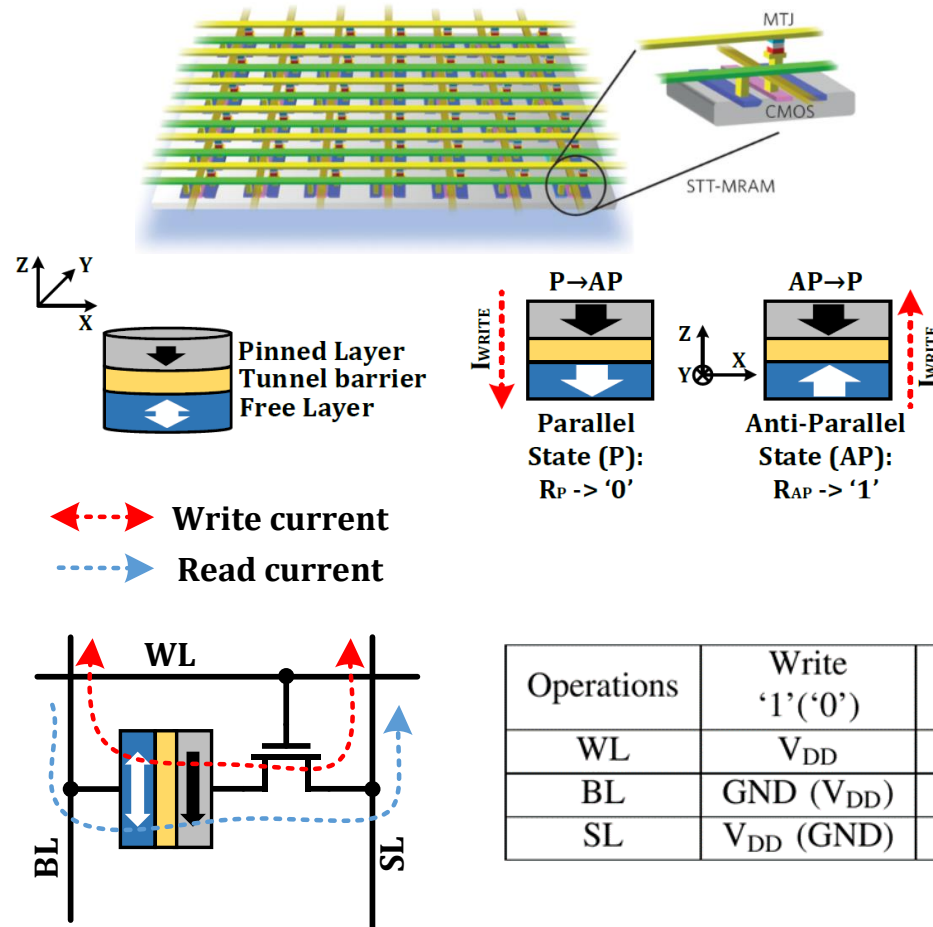 MTJ
CMOS
STT-MRAM
Z
Y
X
Pinned Layer
Tunnel barrier
Free Layer
P→AP
AP→P
IWRITE
IWRITE
Z
X
Y
Parallel
State (P):
RP -> ‘0’
Anti-Parallel
State (AP):
RAP -> ‘1’
Write current
Read current
WL
BL
SL
Operations
Write
‘1’(‘0’)
WL
VDD
BL
GND (VDD)
SL
VDD (GND)